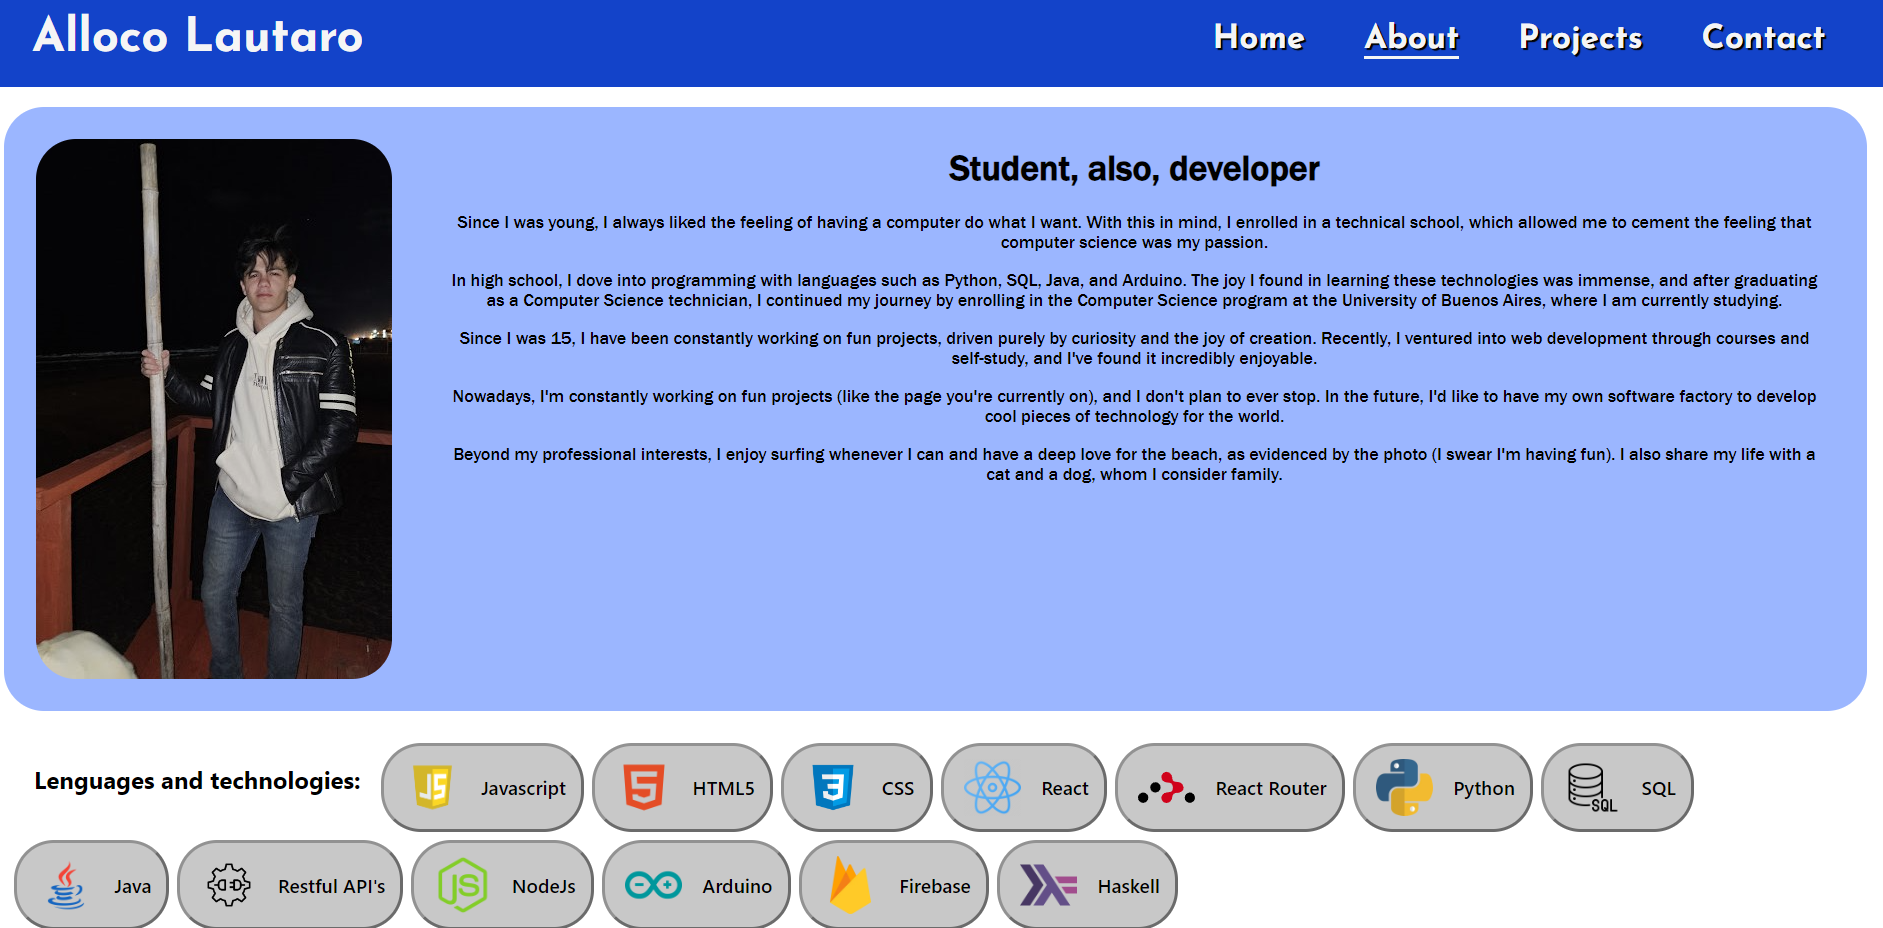 Alloco Lautaro
Home About Projects Contact
Student, also, developer
Since I was young, I always liked the feeling of having a computer do what I want. With this in mind, I enrolled in a technical school, which allowed me to cement the feeling that
computer science was my passion.
In high school, I dove into programming with languages such as Python, SQL, Java, and Arduino. The joy I found in learning these technologies was immense, and after graduating
as a Computer Science technician, I continued my journey by enrolling in the Computer Science program at the University of Buenos Aires, where I am currently studying.
Since I was 15, I have been constantly working on fun projects, driven purely by curiosity and the joy of creation. Recently, I ventured into web development through courses and
self-study, and I've found it incredibly enjoyable.
Nowadays, I'm constantly working on fun projects (like the page you're currently on), and I don't plan to ever stop. In the future, I'd like to have my own software factory to develop
cool pieces of technology for the world.
Beyond my professional interests, I enjoy surfing whenever I can and have a deep love for the beach, as evidenced by the photo (I swear I'm having fun). I also share my life with a
cat and a dog, whom I consider family.
Lenguages and technologies:
JS Javascript
5 HTML5
3 CSS
React
React Router
Python
SQL SQL
Java
Restful API's
JS NodeJs
Arduino
Firebase
Haskell